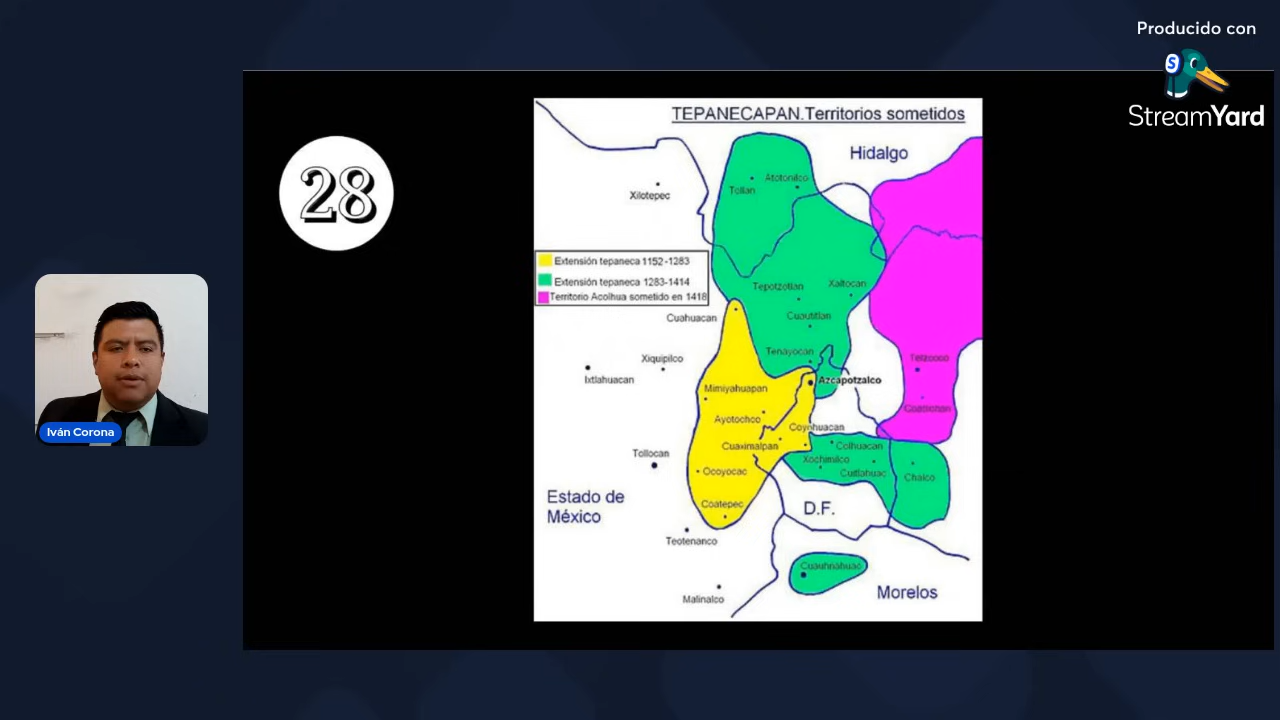 Producido con
StreamYard
28
TEPANECAPAN.Territorios sometidos
Hidalgo
Xilotepec
Tollan
Atotonilco
Extensión tepaneca 1152-1283
Extensión tepaneca 1283-1414
Territorio Acolhua sometido en 1418
Tepotzotlan
Xaltocan
Cuahuacan
Cuautitlan
Xiquipilco
Tenayocan
Tetzcoco
Ixtlahuacan
Azcapotzalco
Mimiyahuapan
Coatlichan
Ayotochco
Coyohuacan
Cuaximalpan
Colhuacan
Tollocan
Xochimilco
Ocoyocac
Cuitlahuac
Chalco
Estado de
México
Coatepec
D.F.
Teotenanco
Cuauhnahuac
Malinalco
Morelos
Iván Corona